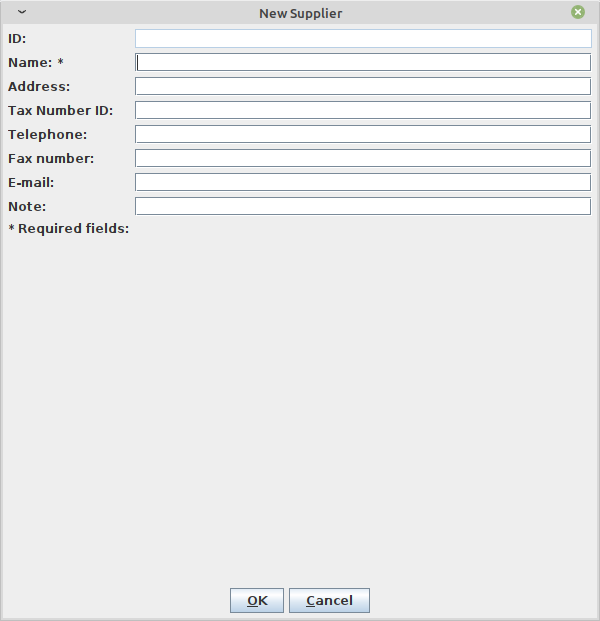 New Supplier
ID:
Name: *
Address:
Tax Number ID:
Telephone:
Fax number:
E-mail:
Note:
* Required fields:
OK Cancel